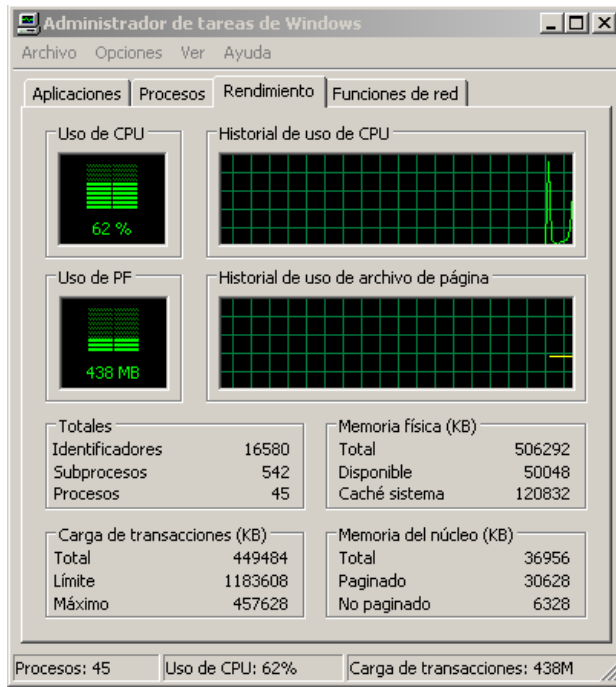 Administrador de tareas de Windows
Archivo Opciones Ver Ayuda
Aplicaciones Procesos Rendimiento Funciones de red
Uso de CPU
62 %
Historial de uso de CPU
Uso de PF
438 MB
Historial de uso de archivo de página
Totales
Identificadores 16580
Subprocesos 542
Procesos 45
Memoria física (KB)
Total 506292
Disponible 50048
Caché sistema 120832
Carga de transacciones (KB)
Total 449484
Límite 1183608
Máximo 457628
Memoria del núcleo (KB)
Total 36956
Paginado 30628
No paginado 6328
Procesos: 45 Uso de CPU: 62% Carga de transacciones: 438M